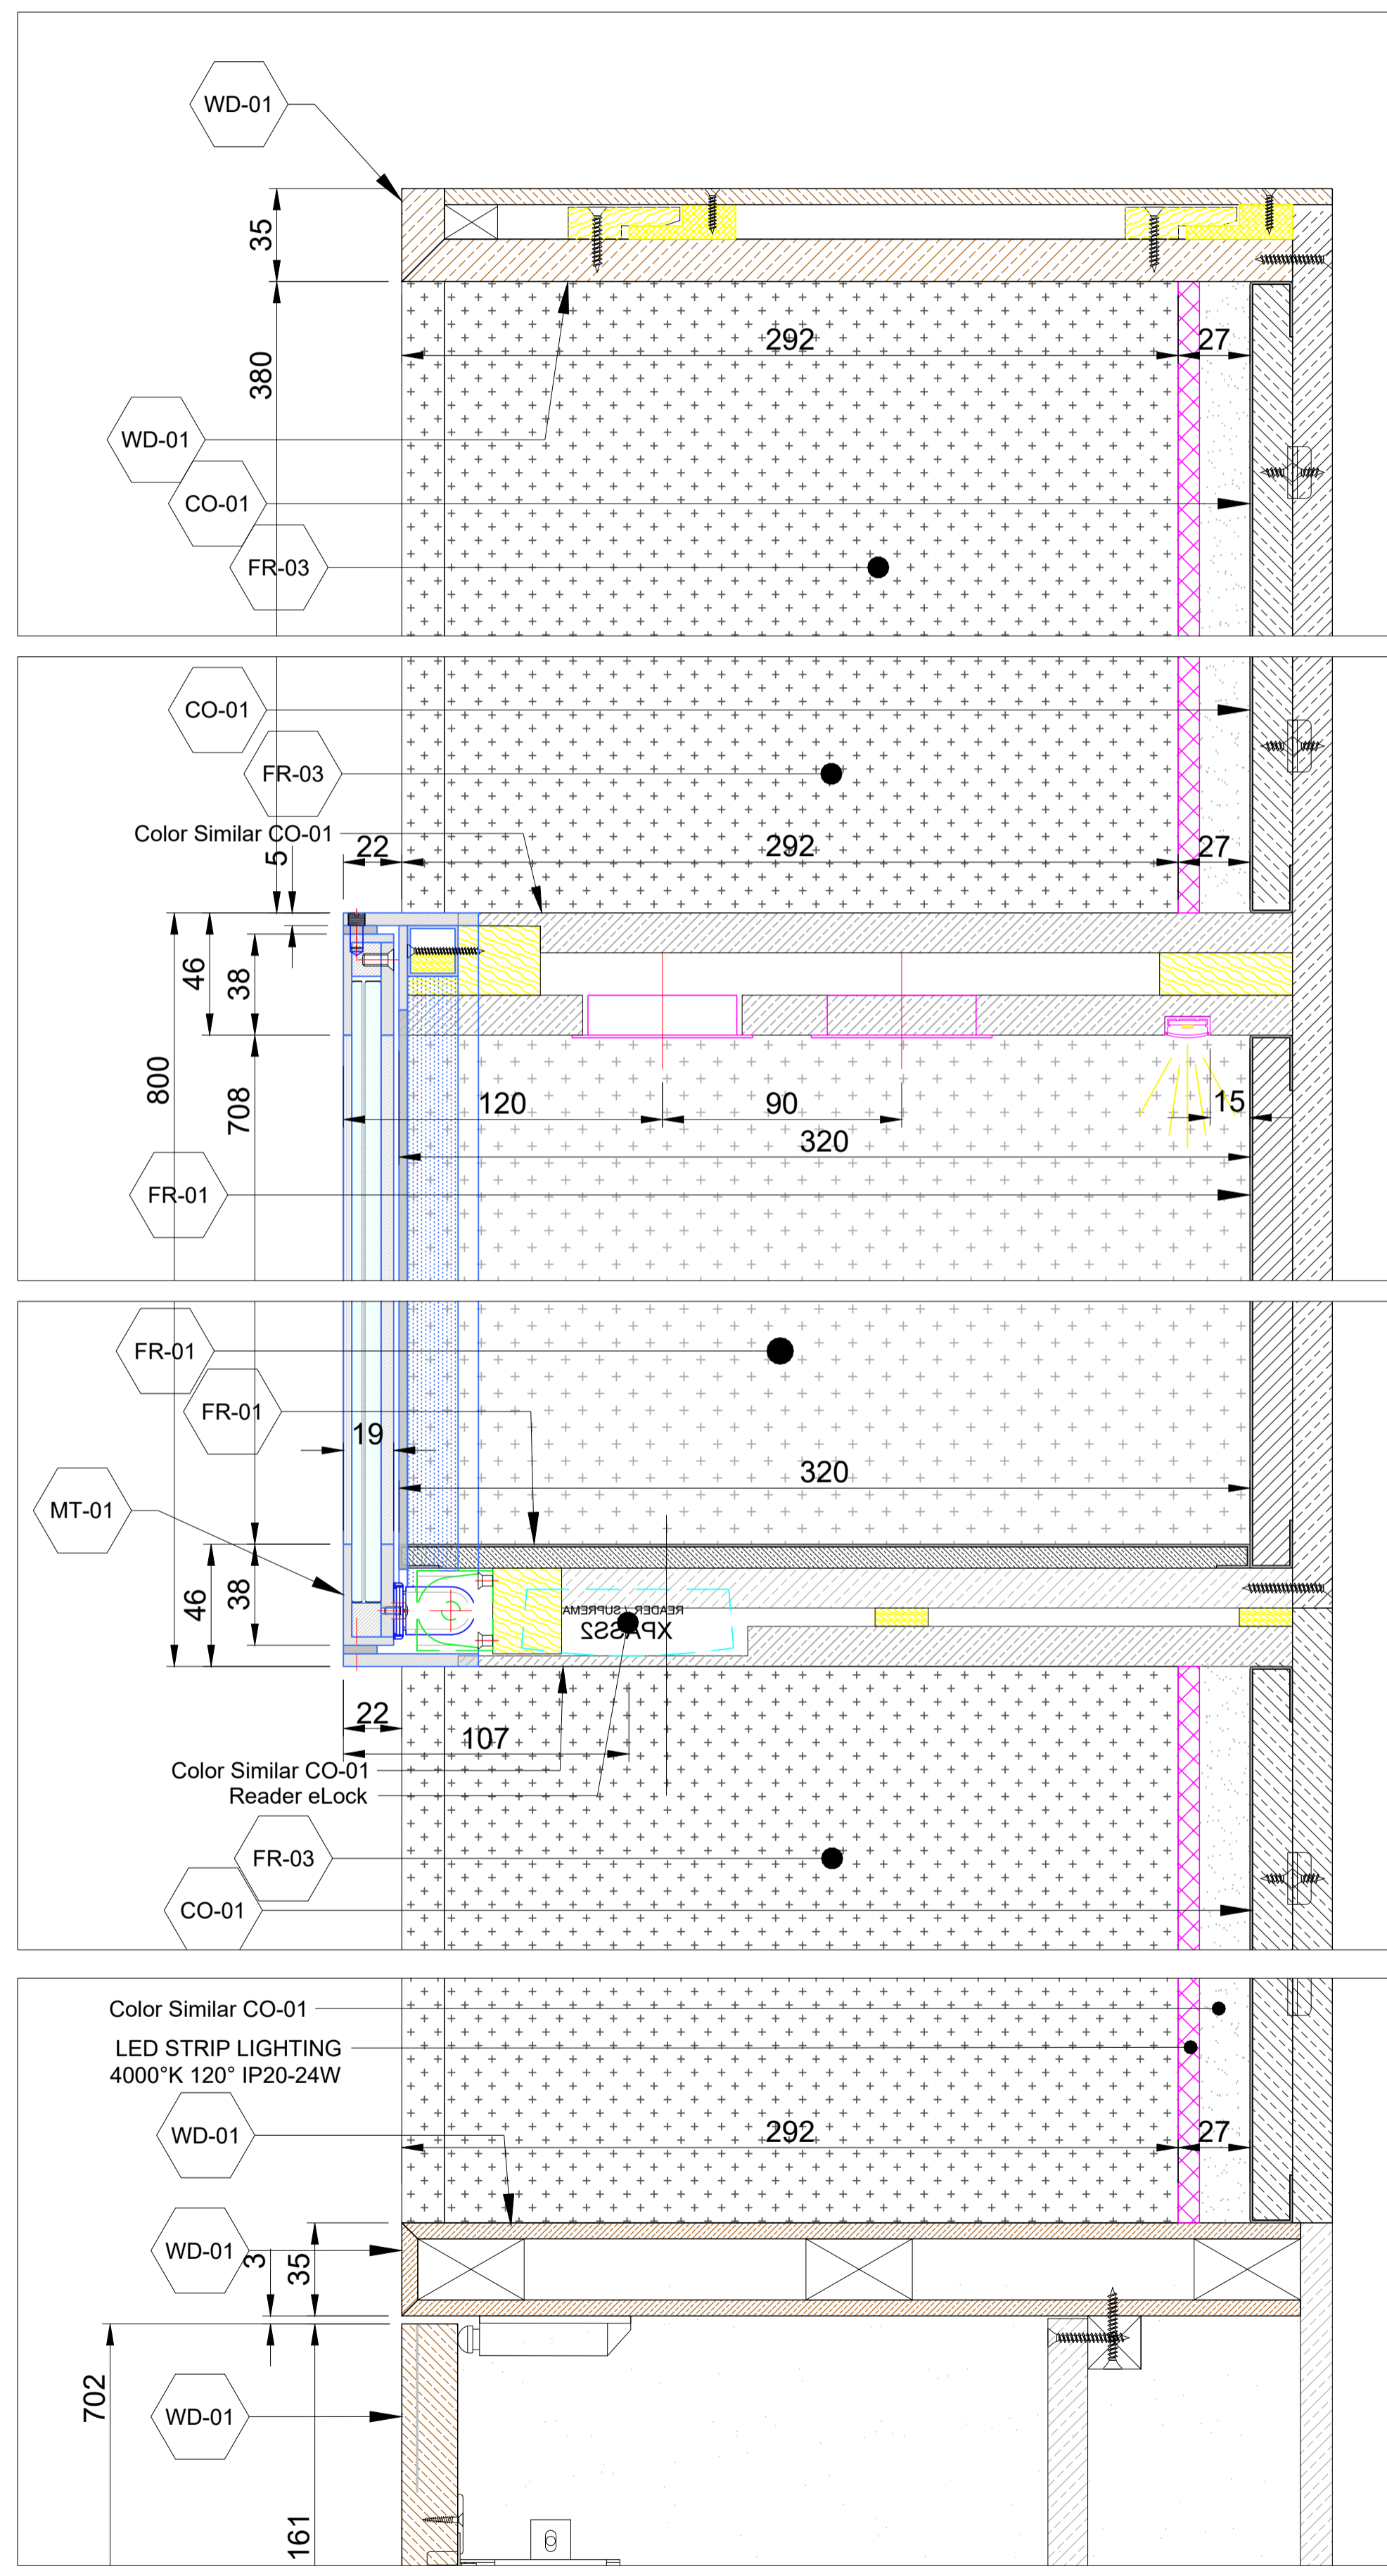 WD-01
35
380
292
27
WD-01
CO-01
FR-03
CO-01
FR-03
Color Similar CO-01
5
22
292
27
46
38
800
708
120
90
15
320
FR-01
FR-01
FR-01
19
320
MT-01
46
38
READER / SUPREMA
XPASS2
22
107
Color Similar CO-01
Reader eLock
FR-03
CO-01
Color Similar CO-01
LED STRIP LIGHTING
4000°K 120° IP20-24W
WD-01
292
27
WD-01
3
35
702
WD-01
161